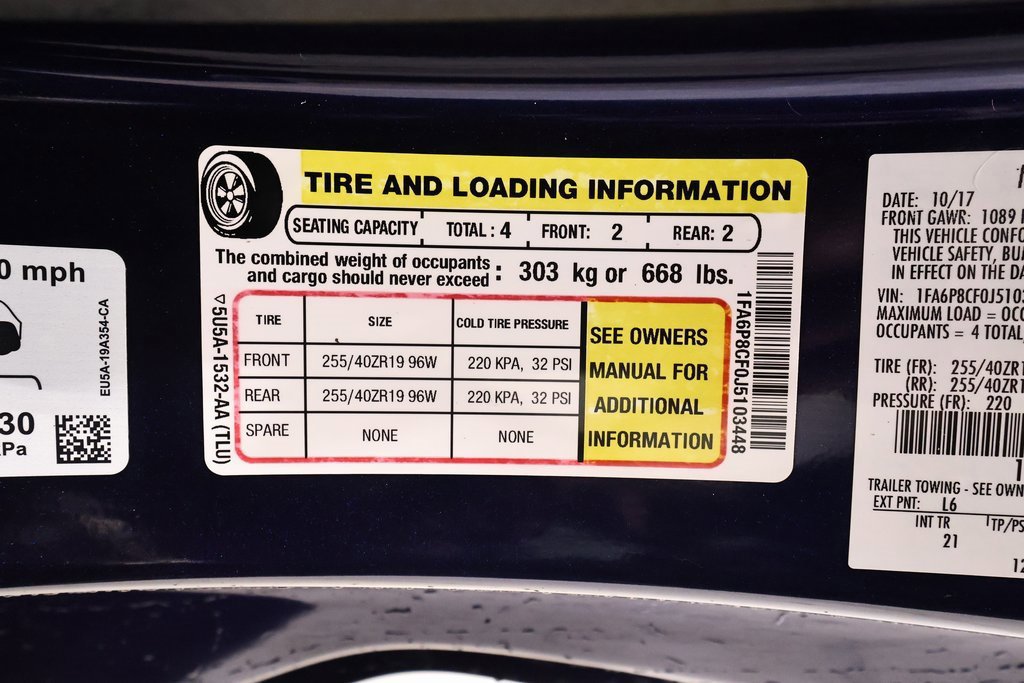 0 mph
EU5A-19A354-CA
30
Pa
TIRE AND LOADING INFORMATION
SEATING CAPACITY TOTAL: 4 FRONT: 2 REAR: 2
The combined weight of occupants
and cargo should never exceed : 303 kg or 668 lbs.
5U5A-1532-AA (TLU)
TIRE SIZE COLD TIRE PRESSURE
FRONT 255/40ZR19 96W 220 KPA, 32 PSI
REAR 255/40ZR19 96W 220 KPA, 32 PSI
SPARE NONE NONE
SEE OWNERS
MANUAL FOR
ADDITIONAL
INFORMATION
1FA6P8CF0J5103448
DATE: 10/17
FRONT GAWR: 1089
THIS VEHICLE CONFO
VEHICLE SAFETY, BU
IN EFFECT ON THE DA
VIN: 1FA6P8CF0J510
MAXIMUM LOAD = OCC
OCCUPANTS = 4 TOTAL,
TIRE (FR): 255/40ZR1
(RR): 255/40ZR1
PRESSURE (FR): 220
TRAILER TOWING - SEE OWN
EXT PNT: L6
INT TR TP/PS
21
12